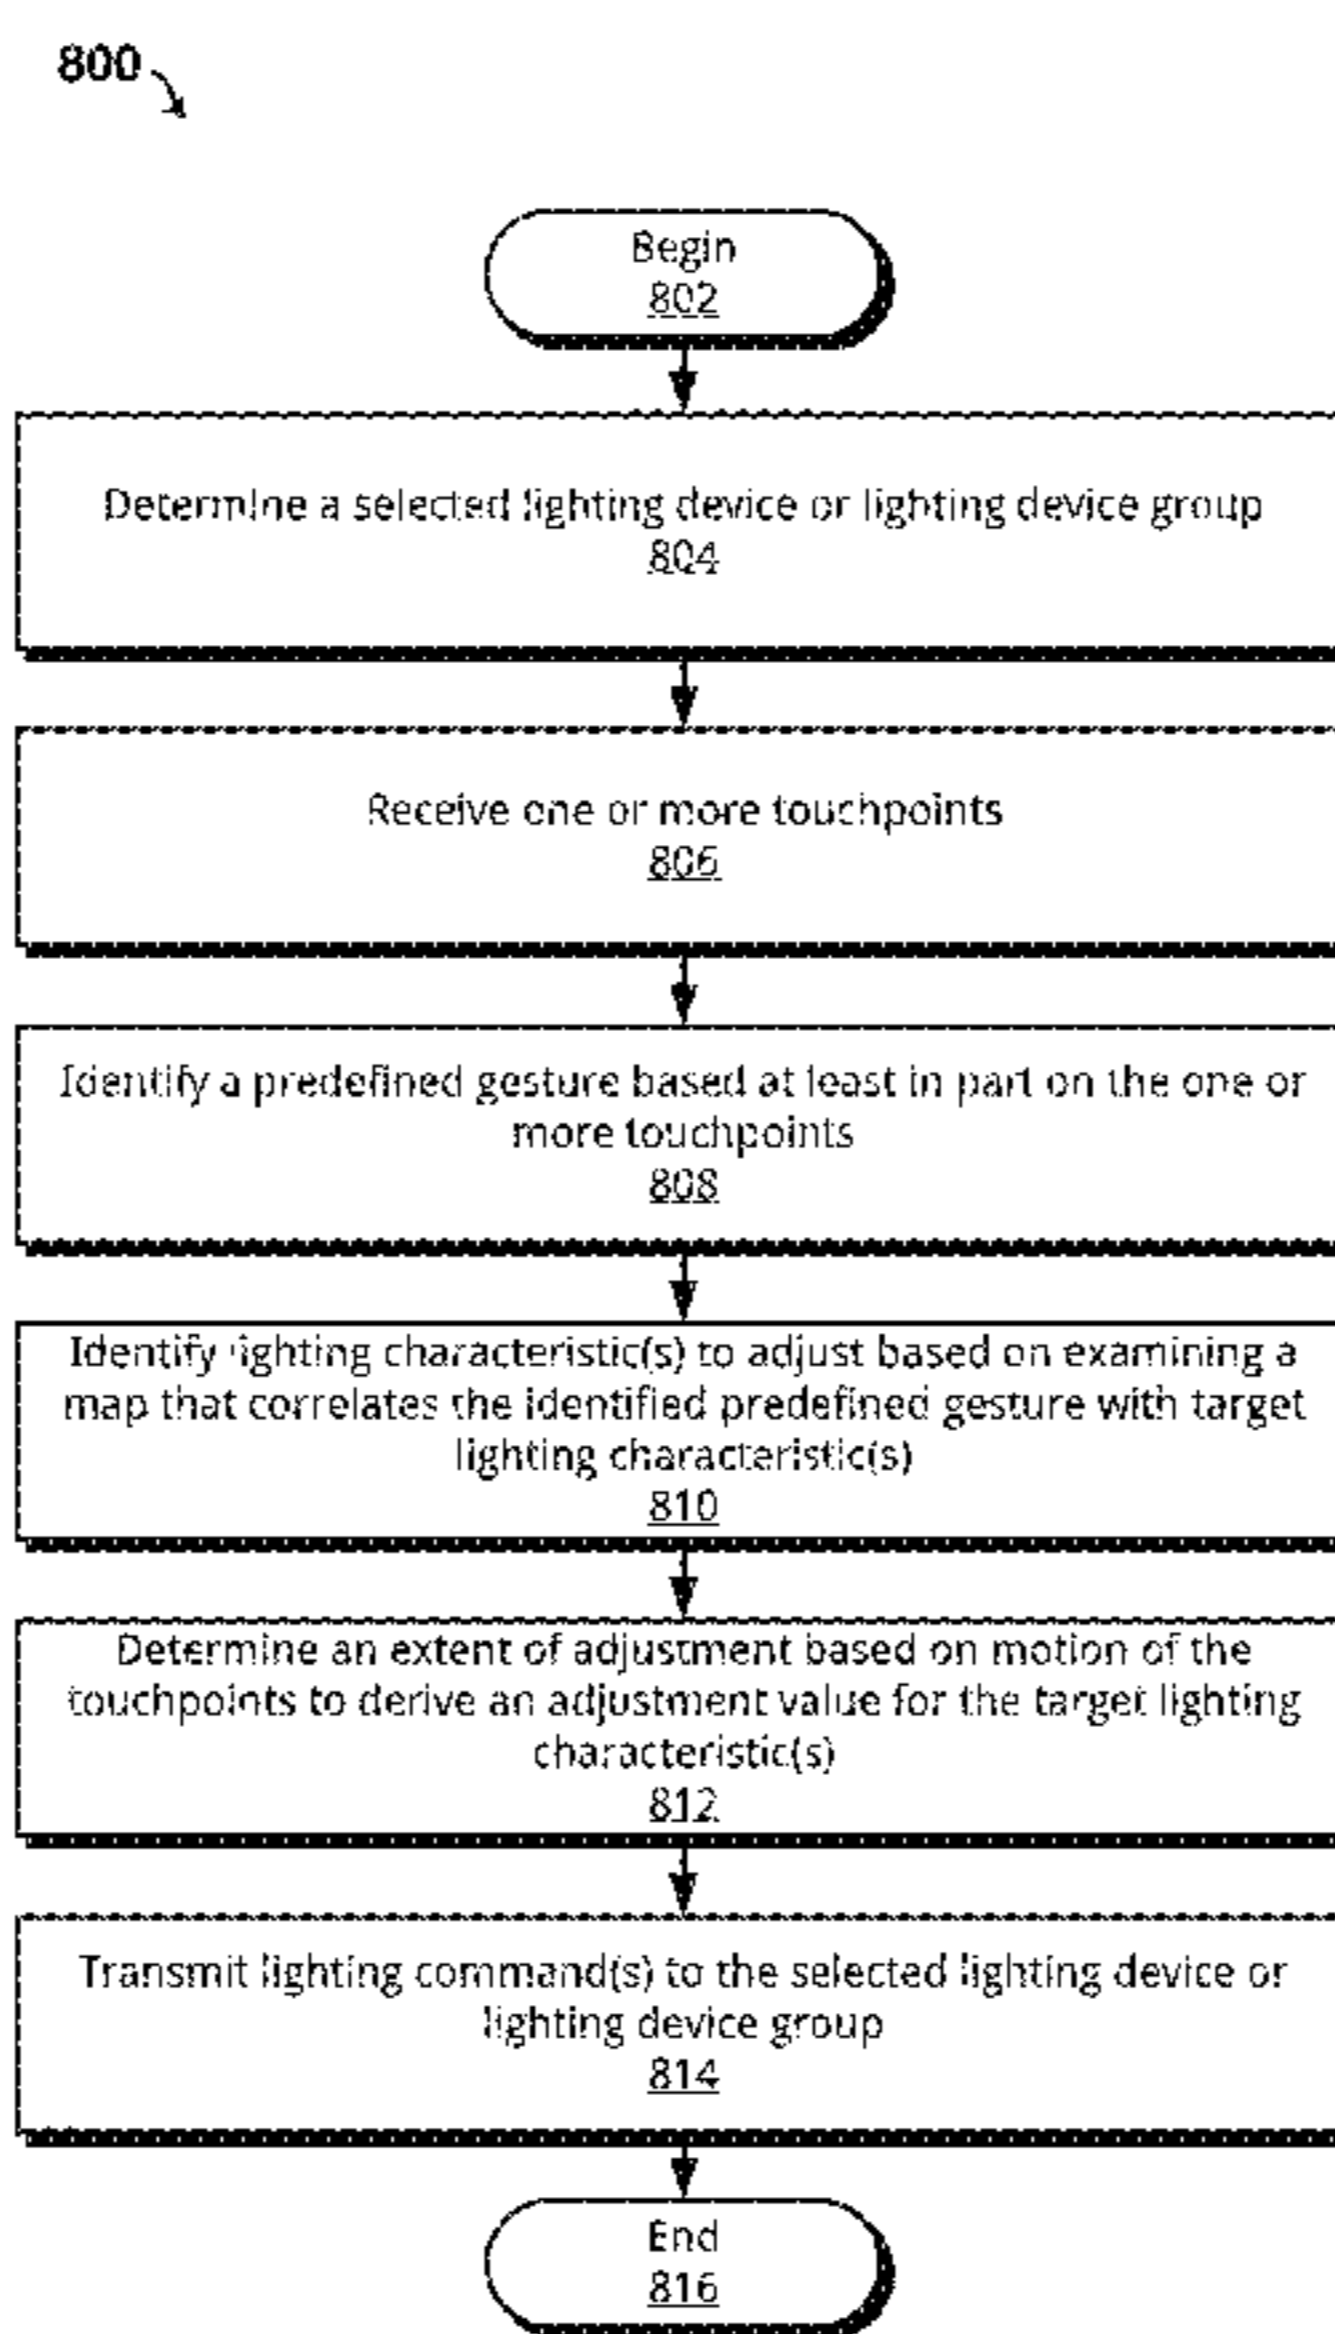 800
Begin
802
Determine a selected lighting device or lighting device group
804
Receive one or more touchpoints
806
Identify a predefined gesture based at least in part on the one or
more touchpoints
808
Identify lighting characteristic(s) to adjust based on examining a
map that correlates the identified predefined gesture with target
lighting characteristic(s)
810
Determine an extent of adjustment based on motion of the
touchpoints to derive an adjustment value for the target lighting
characteristic(s)
812
Transmit lighting command(s) to the selected lighting device or
lighting device group
814
End
816